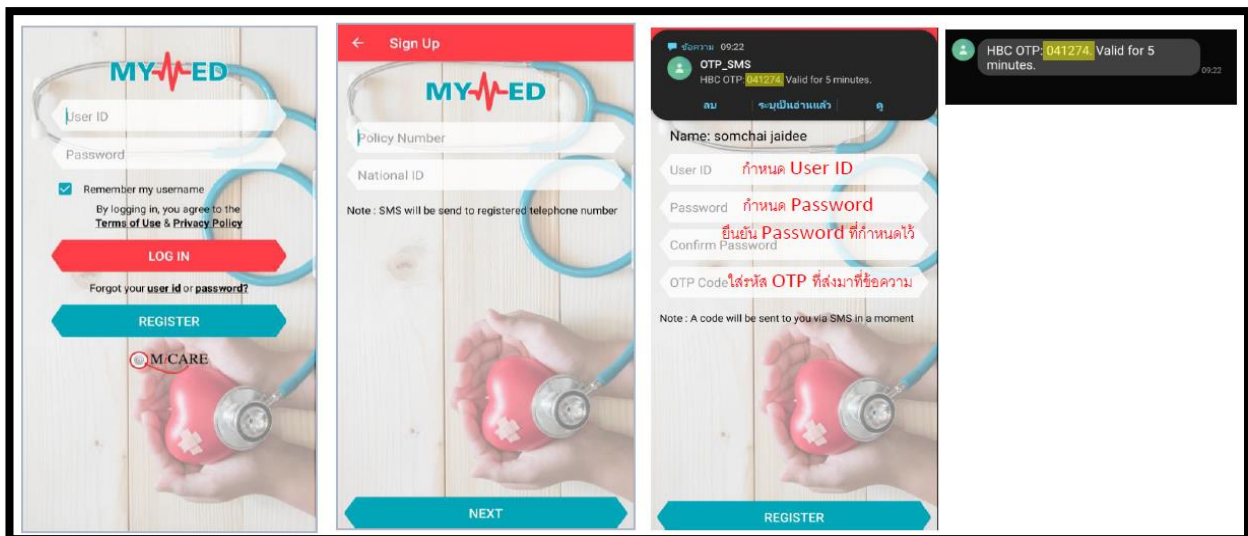 MY MED
User ID
Password
Remember my username
By logging in, you agree to the
Terms of Use & Privacy Policy
LOG IN
Forgot your user id or password?
REGISTER
MiCARE
← Sign Up
MY MED
Policy Number
National ID
Note : SMS will be send to registered telephone number
NEXT
ข้อความ 09:22
OTP_SMS
HBC OTP: 041274. Valid for 5 minutes.
ลบ ระบุเป็นอ่านแล้ว ดู
Name: somchai jaidee
User ID กำหนด User ID
Password กำหนด Password
ยืนยัน Password ที่กำหนดไว้
Confirm Password
OTP Code ใส่รหัส OTP ที่ส่งมาที่ข้อความ
Note : A code will be sent to you via SMS in a moment
REGISTER
HBC OTP: 041274. Valid for 5
minutes.
09:22